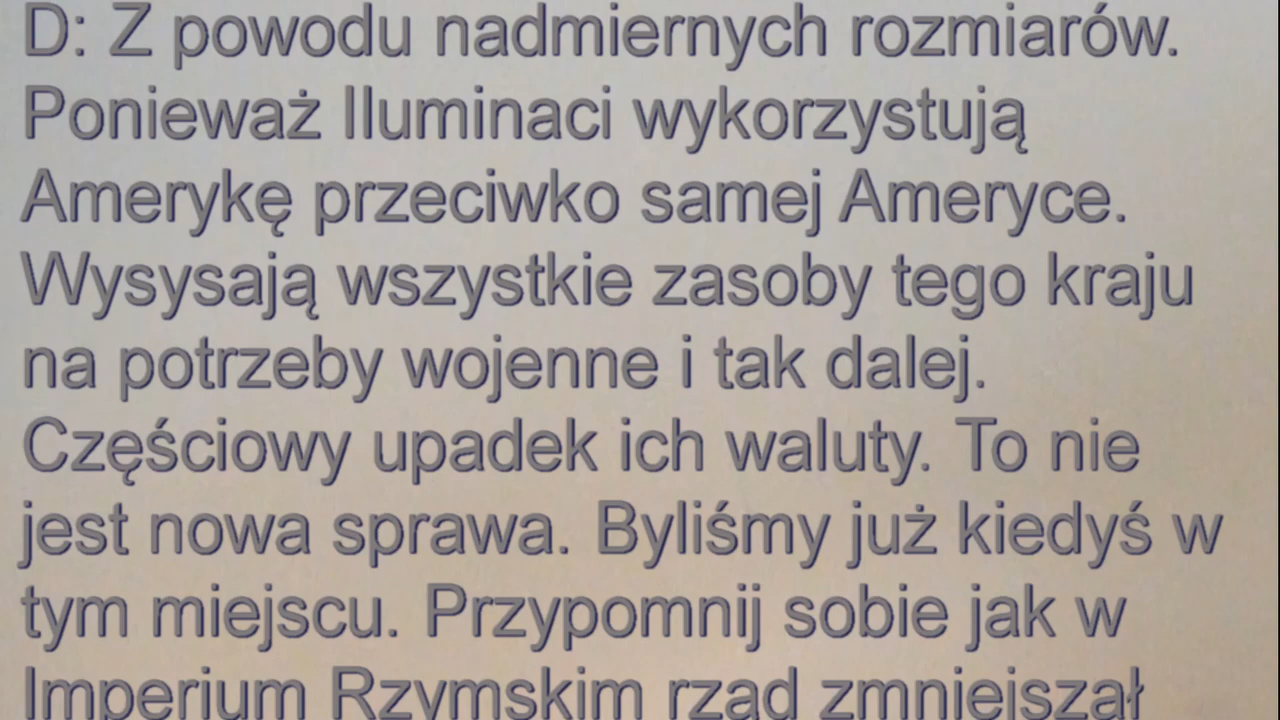 D: Z powodu nadmiernych rozmiarów.
Ponieważ Iluminaci wykorzystują
Amerykę przeciwko samej Ameryce.
Wysysają wszystkie zasoby tego kraju
na potrzeby wojenne i tak dalej.
Częściowy upadek ich waluty. To nie
jest nowa sprawa. Byliśmy już kiedyś w
tym miejscu. Przypomnij sobie jak w
Imperium Rzymskim rząd zmniejszał